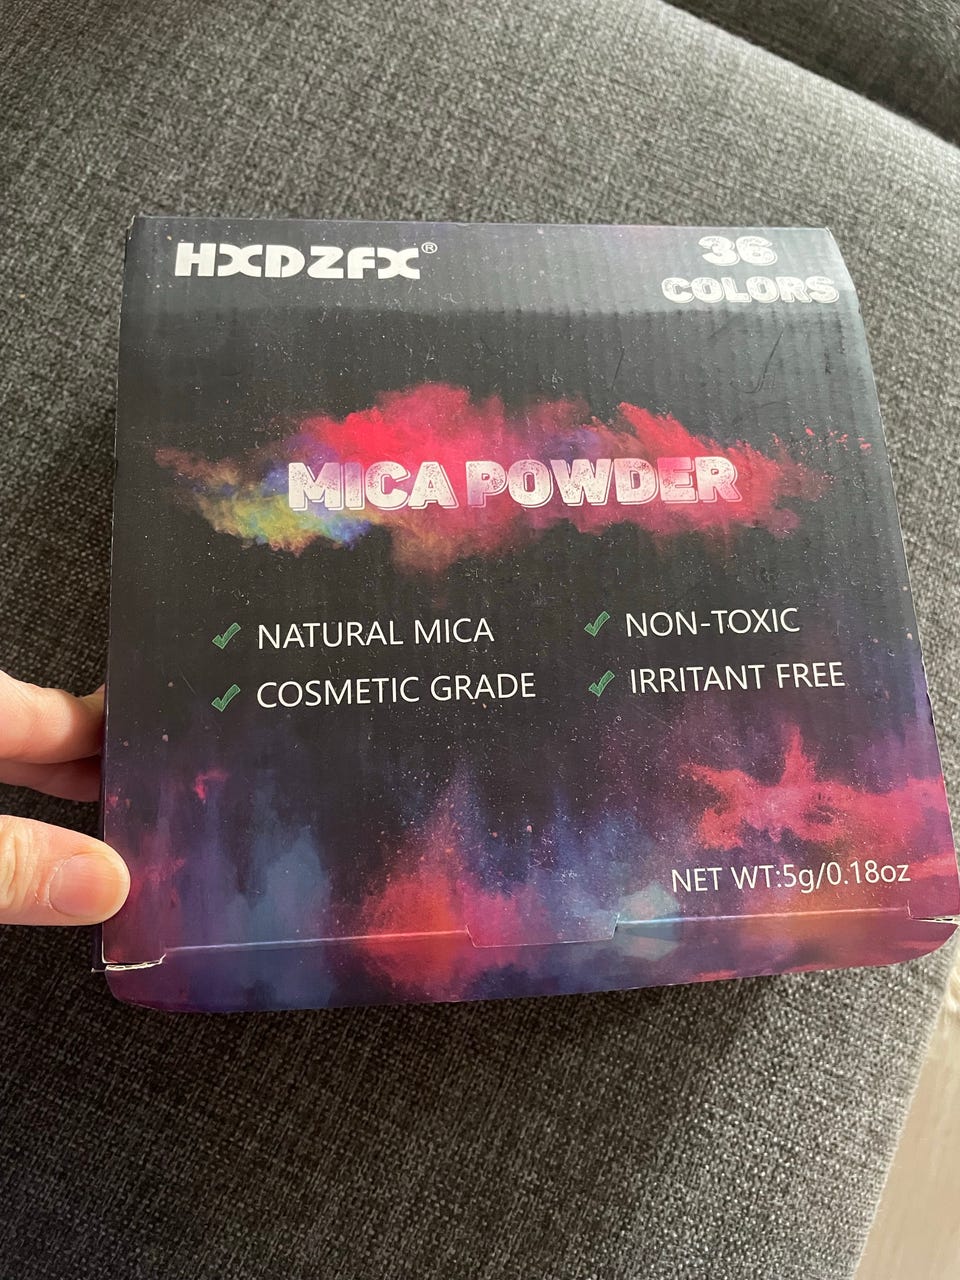 HXDZFX®
36
COLORS
MICA POWDER
✓ NATURAL MICA
✓ NON-TOXIC
✓ COSMETIC GRADE
✓ IRRITANT FREE
NET WT:5g/0.18oz